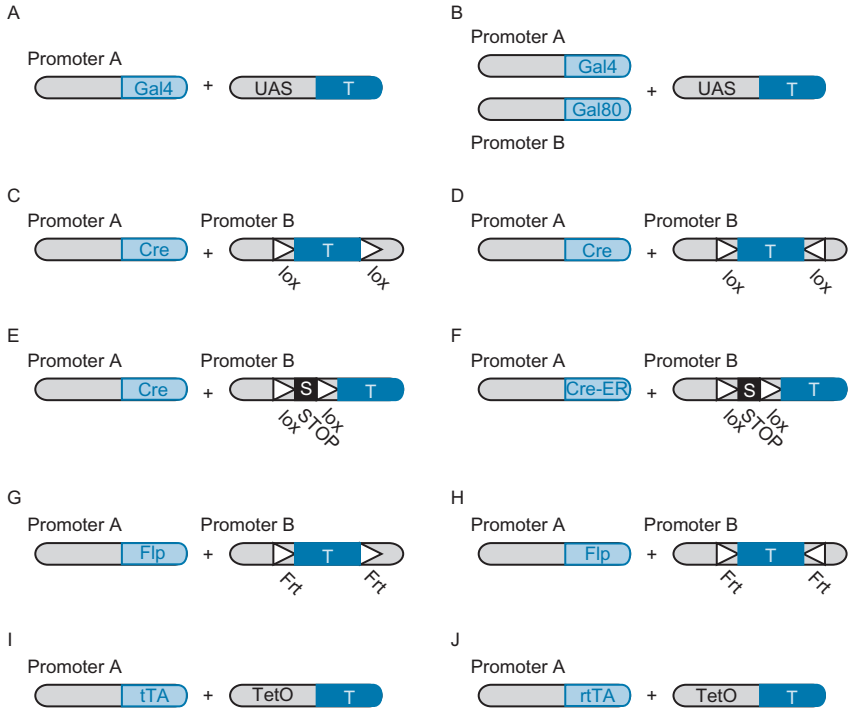 A
Promoter A
Gal4 + UAS T
B
Promoter A
Gal4
+ UAS T
Gal80
Promoter B
C
Promoter A Promoter B
Cre + T
lox lox
D
Promoter A Promoter B
Cre + T
lox lox
E
Promoter A Promoter B
Cre + S T
lox STOP lox
F
Promoter A Promoter B
Cre-ER + S T
lox STOP lox
G
Promoter A Promoter B
Flp + T
Frt Frt
H
Promoter A Promoter B
Flp + T
Frt Frt
I
Promoter A
tTA + TetO T
J
Promoter A
rtTA + TetO T